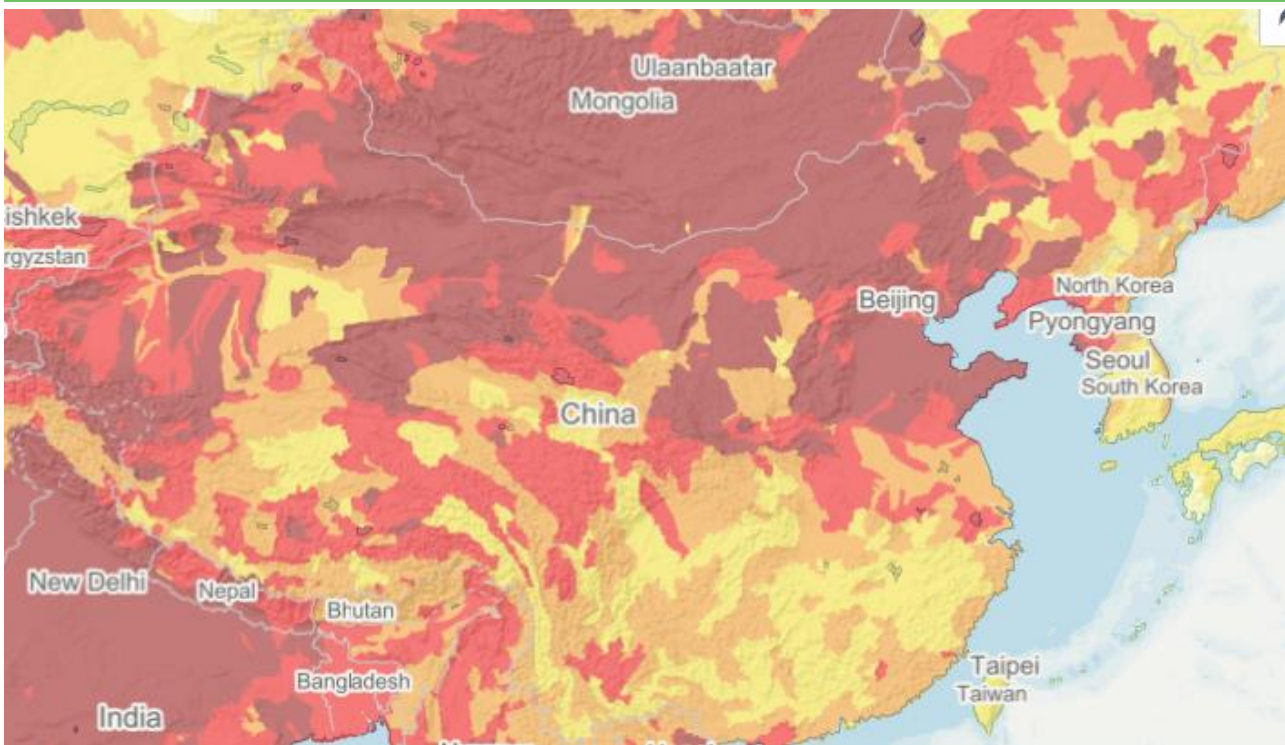 Ulaanbaatar
Mongolia
ishkek
rgyzstan
Beijing
North Korea
Pyongyang
Seoul
South Korea
China
New Delhi
Nepal
Bhutan
Taipei
Taiwan
Bangladesh
India